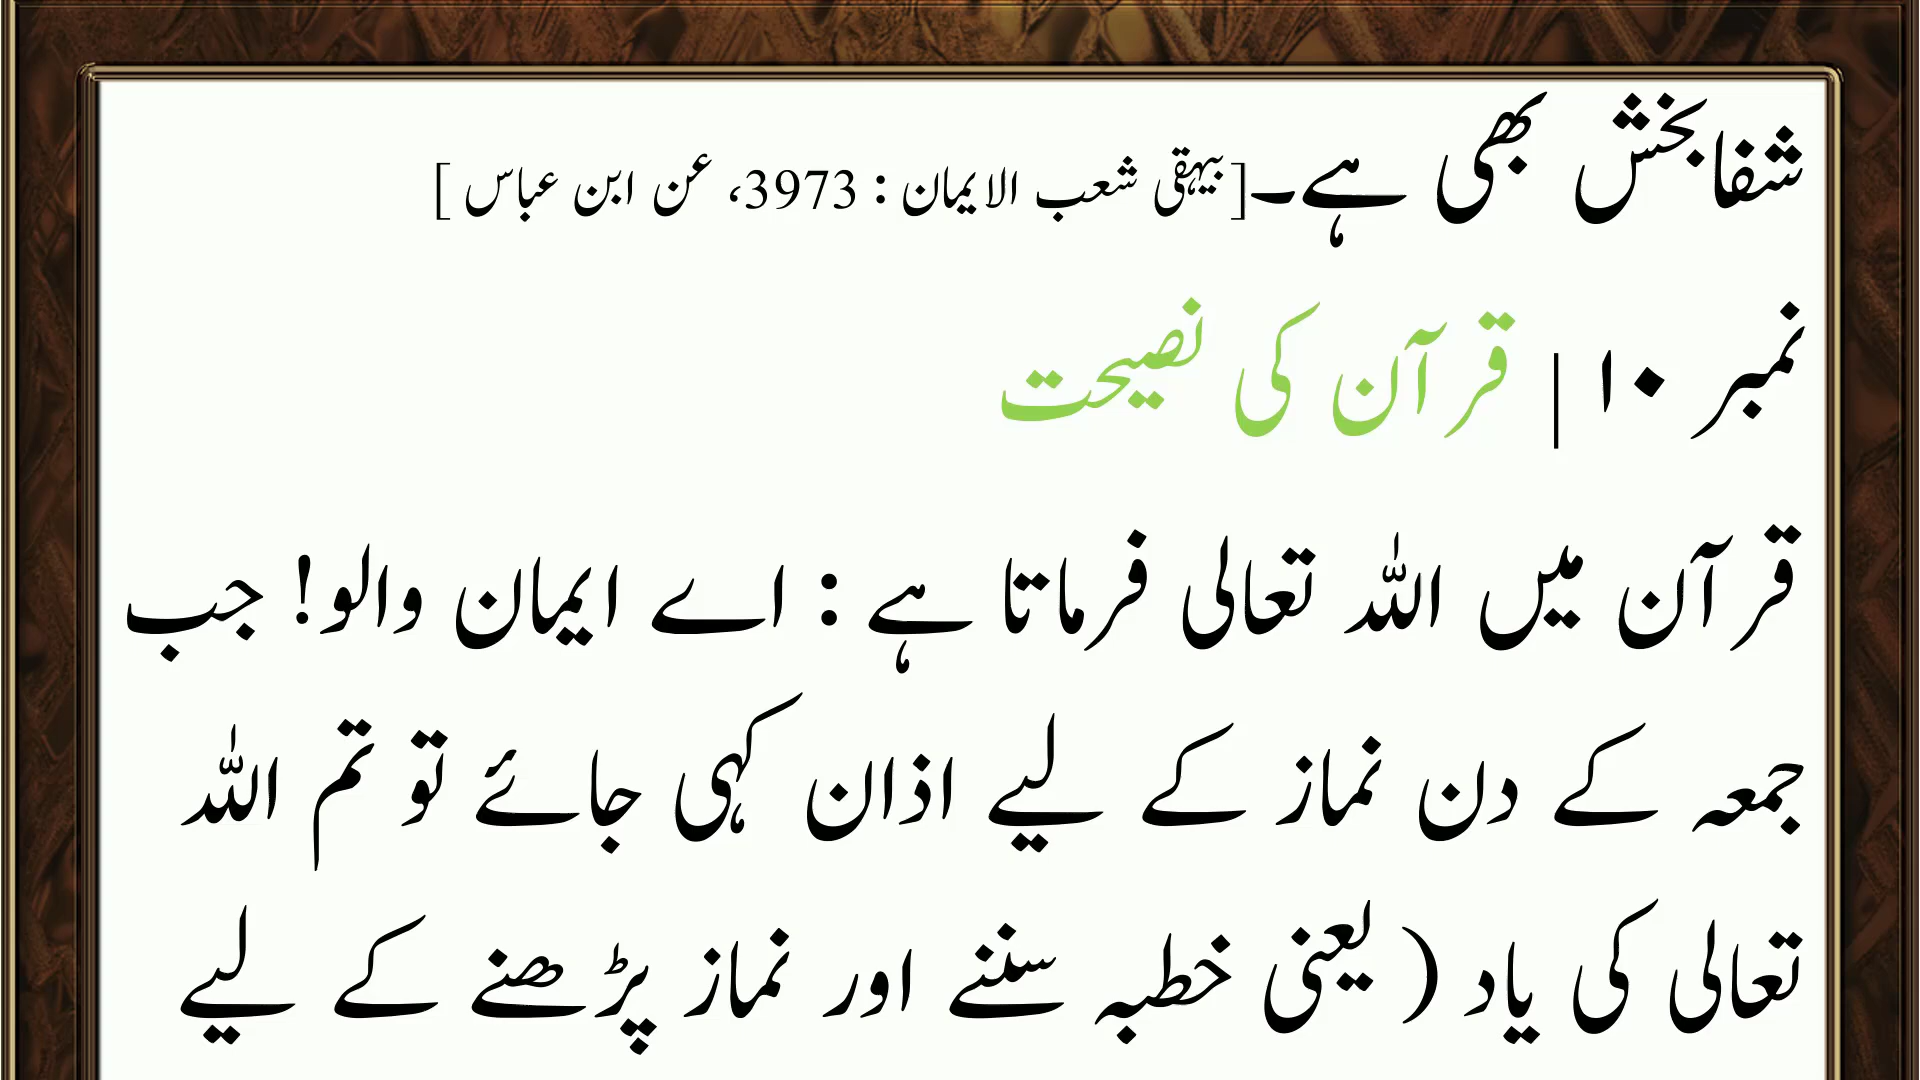 شفابخش بھی ہے۔[بیہقی شعب الایمان : 3973، عن ابن عباس ]
نمبر ۱۰ | قرآن کی نصیحت
قرآن میں اللہ تعالی فرماتا ہے : اے ایمان والو! جب
جمعہ کے دن نماز کے لیے اذان کہی جائے تو تم اللہ
تعالی کی یاد ( یعنی خطبہ سننے اور نماز پڑھنے کے لیے